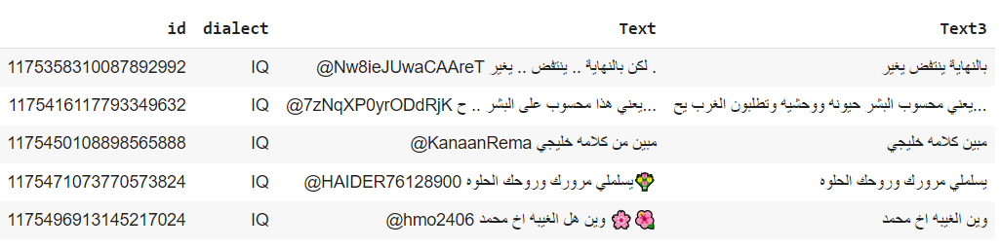 id dialect Text Text3
1175358310087892992 IQ @Nw8ieJUwaCAAreT لكن بالنهاية .. ينتفض .. يغير . بالنهاية ينتفض يغير
1175416117793349632 IQ @7zNqXP0yrODdRjK يعني هذا محسوب على البشر .. ح... يعني محسوب البشر حيونه ووحشيه وتطلبون الغرب يح...
1175450108898565888 IQ @KanaanRema مبين من كلامه خليجي مبين كلامه خليجي
1175471073770573824 IQ @HAIDER76128900 يسلملي مرورك وروحك الحلوه💐 يسلملي مرورك وروحك الحلوه
1175496913145217024 IQ @hmo2406 وين هل الغيبه اخ محمد 🌸🌺 وين الغيبه اخ محمد